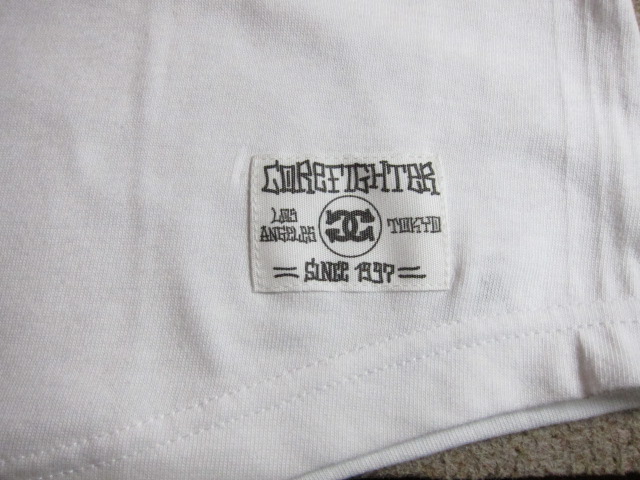 COREFIGHTER
LOS ANGELES
TOKYO
SINCE 1997